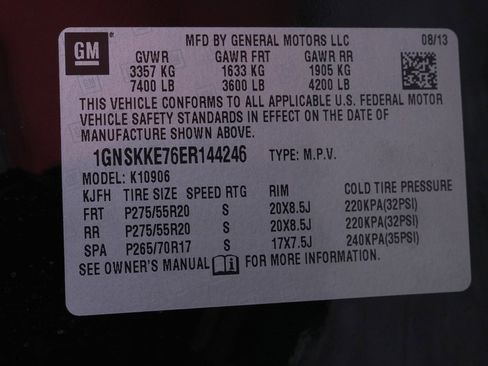 GM MFD BY GENERAL MOTORS LLC 08/13
GVWR GAWR FRT GAWR RR
3357 KG 1633 KG 1905 KG
7400 LB 3600 LB 4200 LB
THIS VEHICLE CONFORMS TO ALL APPLICABLE U.S. FEDERAL MOTOR
VEHICLE SAFETY STANDARDS IN EFFECT ON THE DATE OF
MANUFACTURE SHOWN ABOVE.
1GNSKKE76ER144246 TYPE: M.P.V.
MODEL: K10906
KJFH TIRE SIZE SPEED RTG RIM COLD TIRE PRESSURE
FRT P275/55R20 S 20X8.5J 220KPA(32PSI)
RR P275/55R20 S 20X8.5J 220KPA(32PSI)
SPA P265/70R17 S 17X7.5J 240KPA(35PSI)
SEE OWNER'S MANUAL FOR MORE INFORMATION.